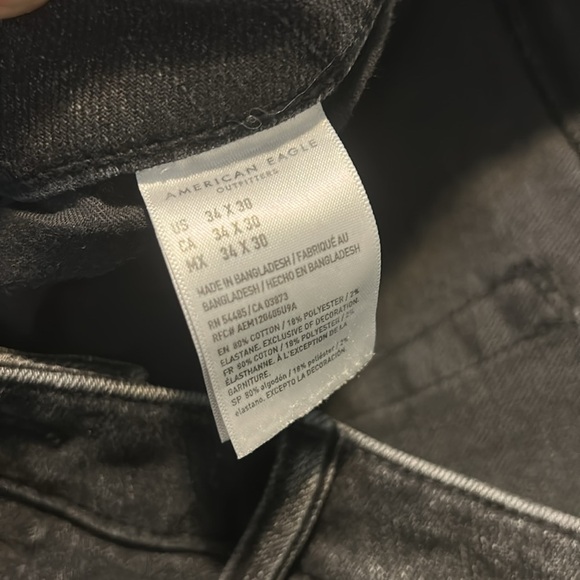 AMERICAN EAGLE
OUTFITTERS
US 34 X 30
CA 34 X 30
MX 34 X 30
MADE IN BANGLADESH / FABRIQUÉ AU
BANGLADESH / HECHO EN BANGLADESH
RN 54485 / CA 03873
RFC# AEM120605U9A
EN 80% COTTON / 18% POLYESTER / 2%
ELASTANE, EXCLUSIVE OF DECORATION.
FR 80% COTON / 18% POLYESTER / 2%
ÉLASTHANNE. À L'EXCEPTION DE LA
GARNITURE.
SP 80% algodón / 18% poliéster / 2%
elastano, EXCEPTO LA DECORACIÓN.